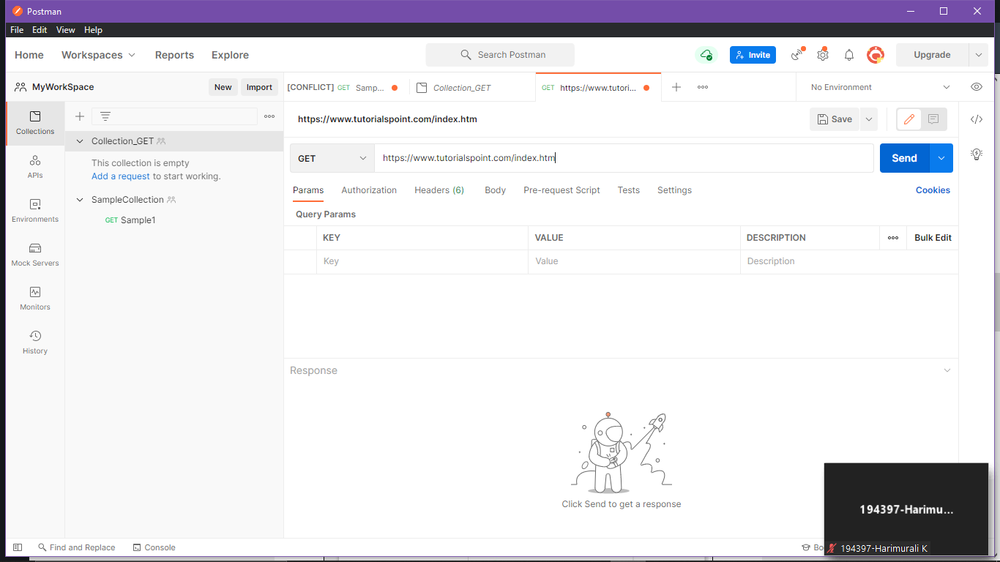 Postman
File Edit View Help
Home Workspaces Reports Explore Search Postman Invite Upgrade
MyWorkSpace New Import [CONFLICT] GET Samp... Collection_GET GET https://www.tutori... No Environment
Collections
APIs
Environments
Mock Servers
Monitors
History
Collection_GET
This collection is empty
Add a request to start working.
SampleCollection
GET Sample1
https://www.tutorialspoint.com/index.htm Save
GET https://www.tutorialspoint.com/index.htm Send
Params Authorization Headers (6) Body Pre-request Script Tests Settings Cookies
Query Params
KEY VALUE DESCRIPTION Bulk Edit
Key Value Description
Response
Click Send to get a response
Find and Replace Console
194397-Harimu...
194397-Harimurali K